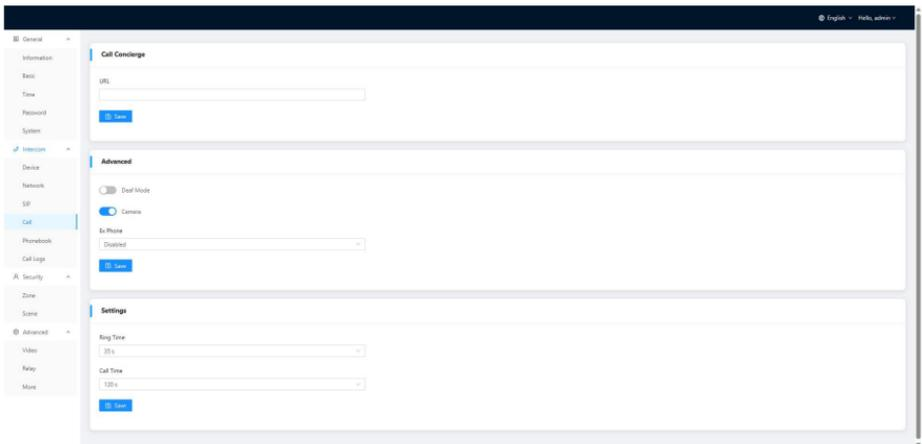 English Hello, admin
General
Information
Basic
Time
Password
System
Intercom
Device
Network
SIP
Call
Phonebook
Call Logs
Security
Zone
Scene
Advanced
Video
Relay
More
Call Concierge
URL
Save
Advanced
Deaf Mode
Camera
Ex Phone
Disabled
Save
Settings
Ring Time
35 s
Call Time
120 s
Save